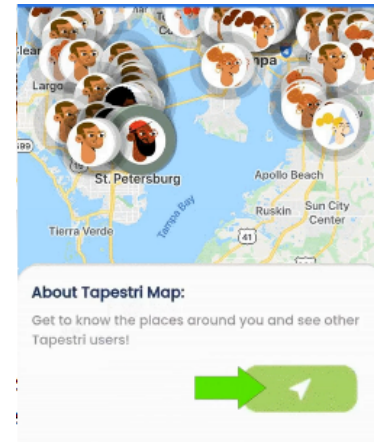 Largo
St. Petersburg
Apollo Beach
Tierra Verde
Tampa Bay
Ruskin
Sun City
Center
41
About Tapestri Map:
Get to know the places around you and see other
Tapestri users!